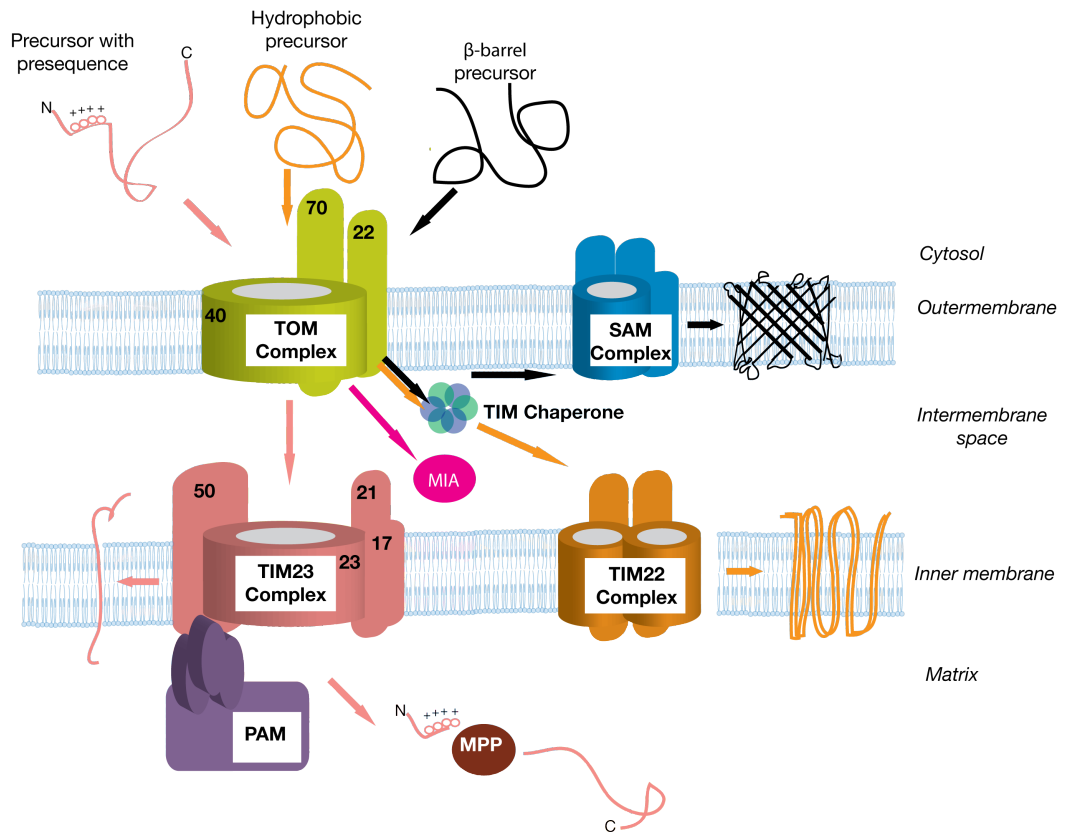 Precursor with
presequence
Hydrophobic
precursor
β-barrel
precursor
C
N
++++
70
22
40
TOM
Complex
SAM
Complex
Cytosol
Outermembrane
TIM Chaperone
Intermembrane
space
MIA
50
21
17
23
TIM23
Complex
TIM22
Complex
Inner membrane
Matrix
PAM
N
++++
MPP
C